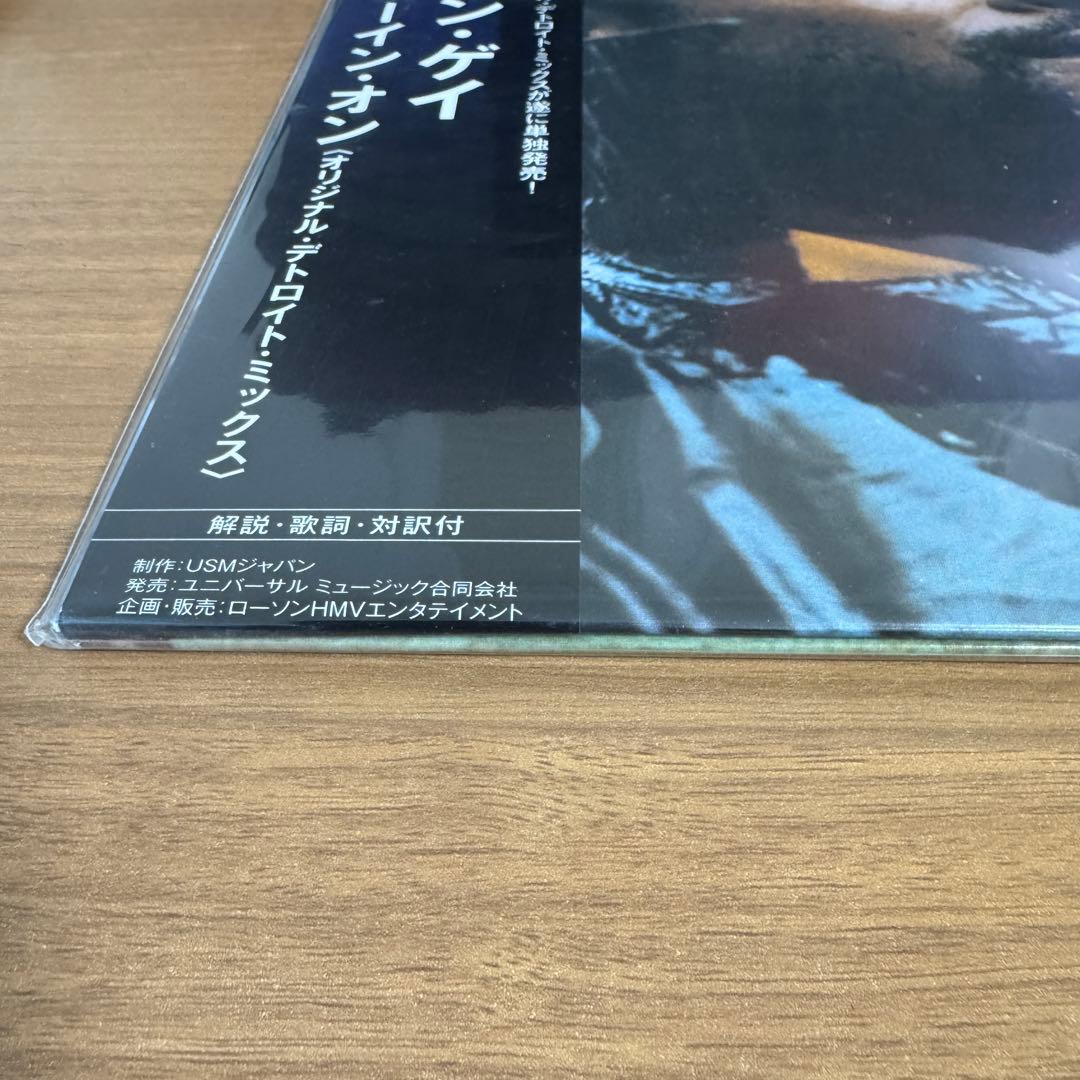 ・デトロイト・ミックスが遂に単独発売!
ン・ゲイ
ーイン・オン〈オリジナル・デトロイト・ミックス〉
解説・歌詞・対訳付
制作:USMジャパン
発売:ユニバーサル ミュージック合同会社
企画・販売:ローソンHMVエンタテイメント